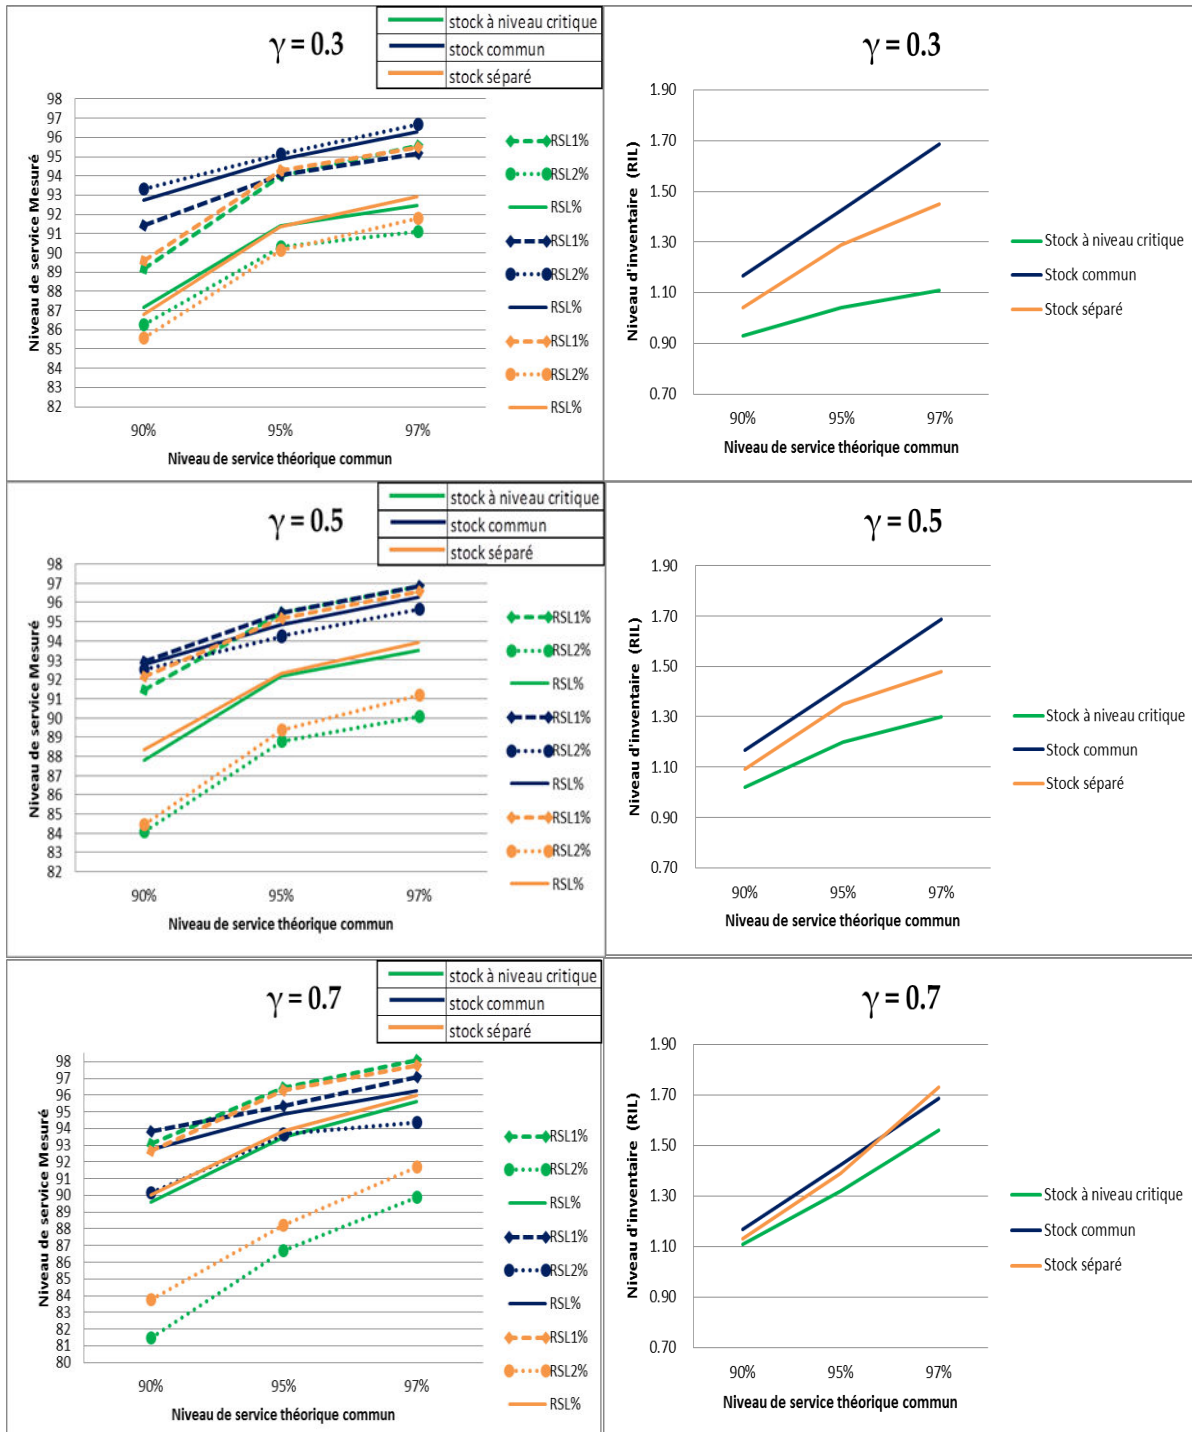 γ = 0.3
stock à niveau critique
stock commun
stock séparé
Niveau de service Mesuré
98
97
96
95
94
93
92
91
90
89
88
87
86
85
84
83
82
90%
95%
97%
Niveau de service théorique commun
RSL1%
RSL2%
RSL%
RSL1%
RSL2%
RSL%
RSL1%
RSL2%
RSL%
γ = 0.3
Niveau d'inventaire (RIL)
1.90
1.70
1.50
1.30
1.10
0.90
0.70
90%
95%
97%
Niveau de service théorique commun
Stock à niveau critique
Stock commun
Stock séparé
γ = 0.5
stock à niveau critique
stock commun
stock séparé
Niveau de service Mesuré
98
97
96
95
94
93
92
91
90
89
88
87
86
85
84
83
82
90%
95%
97%
Niveau de service théorique commun
RSL1%
RSL2%
RSL%
RSL1%
RSL2%
RSL%
RSL1%
RSL2%
RSL%
γ = 0.5
Niveau d'inventaire (RIL)
1.90
1.70
1.50
1.30
1.10
0.90
0.70
90%
95%
97%
Niveau de service théorique commun
Stock à niveau critique
Stock commun
Stock séparé
γ = 0.7
stock à niveau critique
stock commun
stock séparé
Niveau de service Mesuré
98
97
96
95
94
93
92
91
90
89
88
87
86
85
84
83
82
81
80
90%
95%
97%
Niveau de service théorique commun
RSL1%
RSL2%
RSL%
RSL1%
RSL2%
RSL%
RSL1%
RSL2%
RSL%
γ = 0.7
Niveau d'inventaire (RIL)
1.90
1.70
1.50
1.30
1.10
0.90
0.70
90%
95%
97%
Niveau de service théorique commun
Stock à niveau critique
Stock commun
Stock séparé